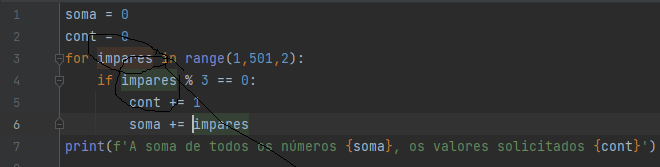 1 soma = 0
2 cont = 0
3 for impares in range(1,501,2):
4 if impares % 3 == 0:
5 cont += 1
6 soma += impares
7 print(f'A soma de todos os números {soma}, os valores solicitados {cont}')